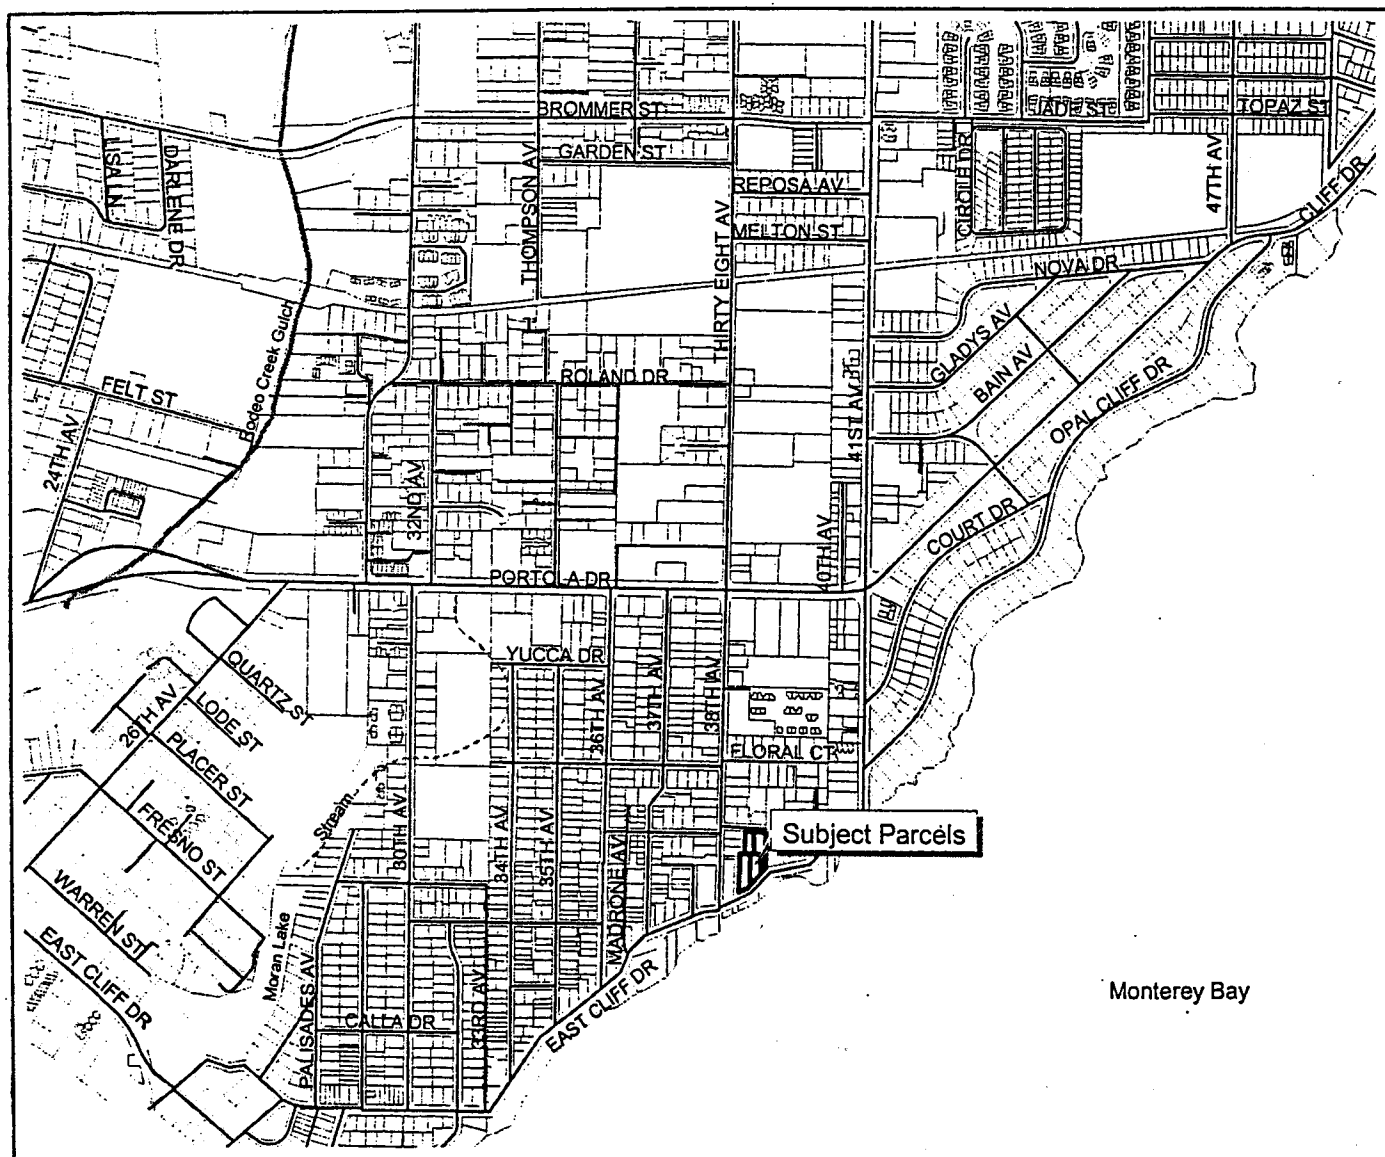 BROMMER ST
JADE ST
TOPAZ ST
LISA LN
DARLENE DR
THOMPSON AV
GARDEN ST
REPOSA AV
MELTON ST
THIRTY EIGHT AV
CIRCLE DR
47TH AV
CLIFF DR
NOVA DR
GLADYS AV
BAIN AV
OPAL CLIFF DR
Rodeo Creek Gulch
ROLAND DR
FELT ST
24TH AV
32ND AV
41ST AV
40TH AV
COURT DR
PORTOLA DR
YUCCA DR
QUARTZ ST
LODE ST
26TH AV
PLACER ST
FRESNO ST
WARREN ST
EAST CLIFF DR
36TH AV
37TH AV
38TH AV
FLORAL CT
Stream
30TH AV
34TH AV
35TH AV
MADRONE AV
Subject Parcels
Moran Lake
PALISADES AV
CALLA DR
33RD AV
EAST CLIFF DR
Monterey Bay